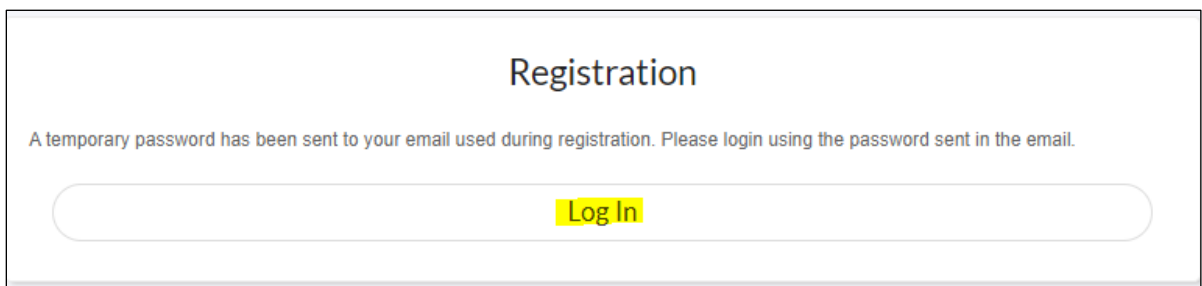 Registration
A temporary password has been sent to your email used during registration. Please login using the password sent in the email.
Log In